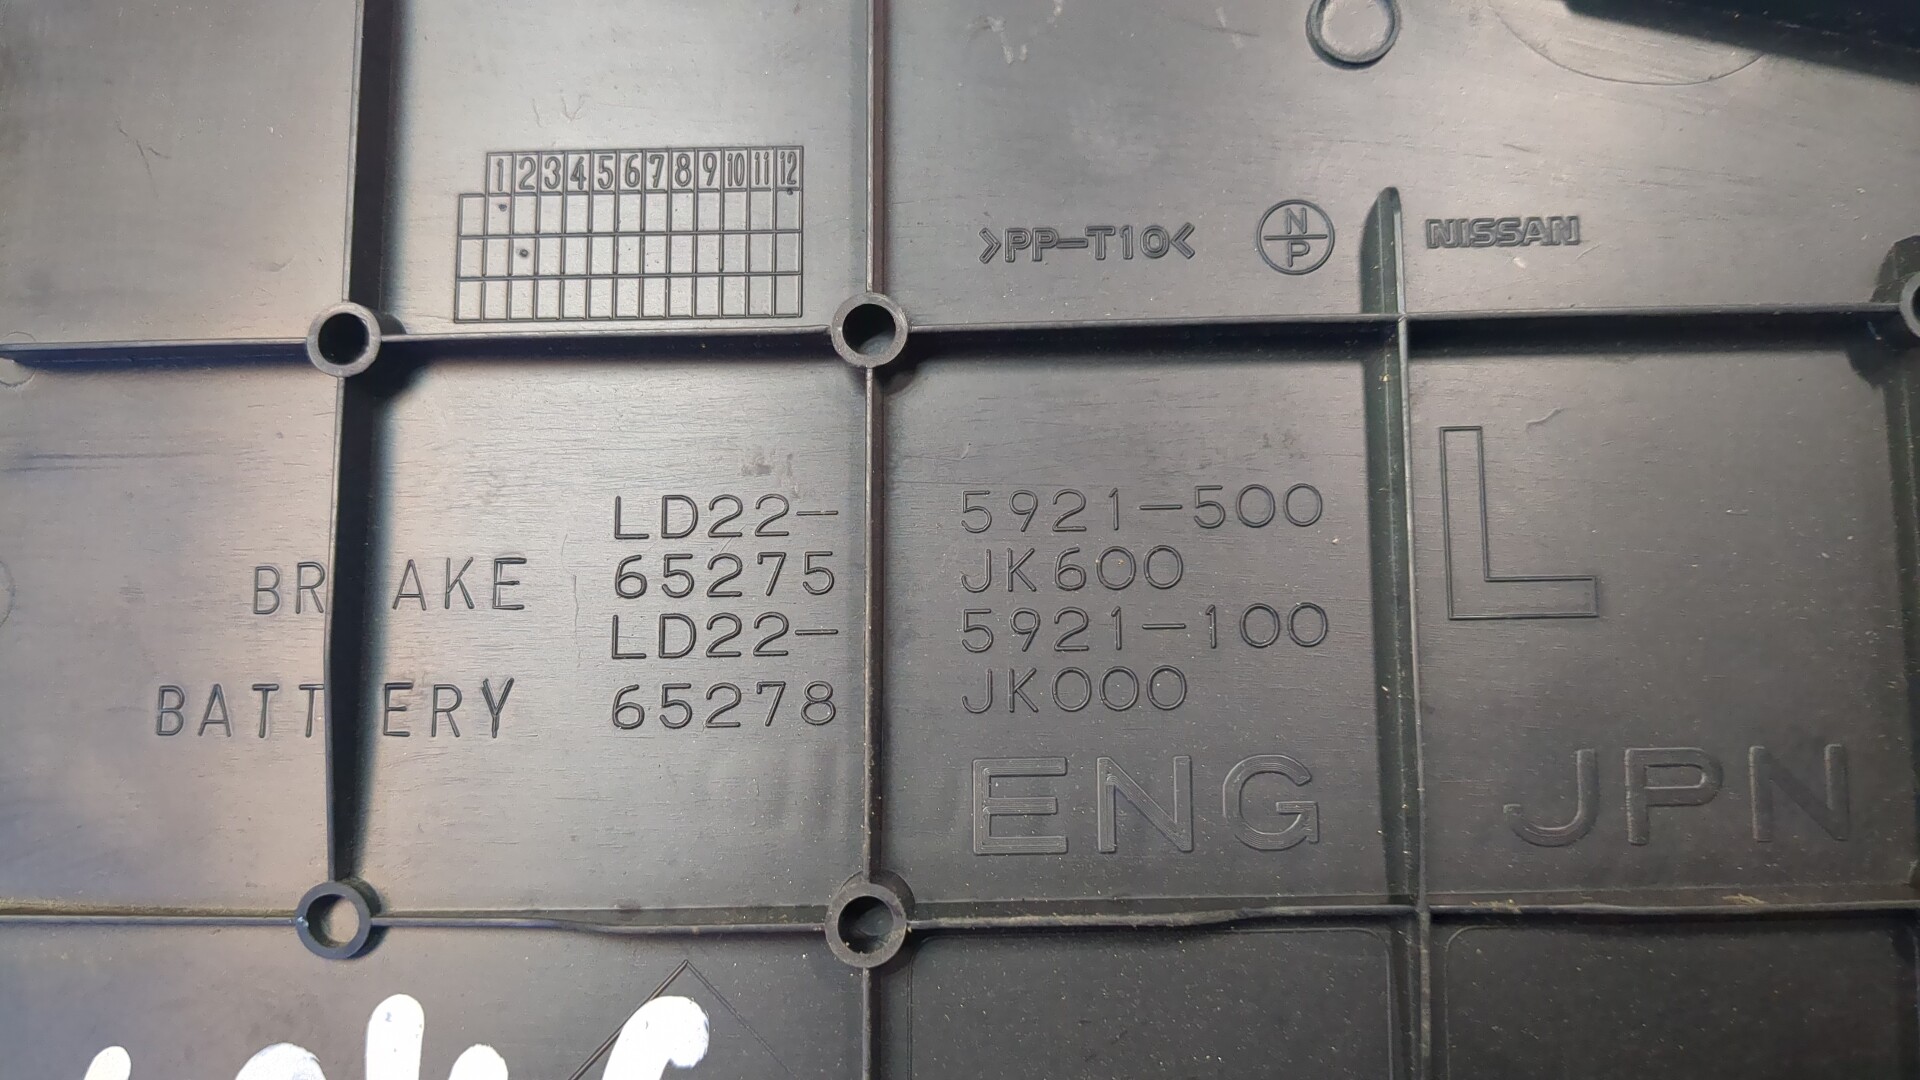 1 2 3 4 5 6 7 8 9 10 11 12
>PP-T10< N P NISSAN
LD22- 5921-500
BRAKE 65275 JK600
LD22- 5921-100
BATTERY 65278 JK000
L
ENG JPN